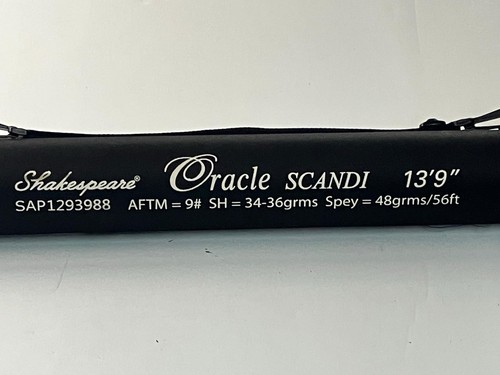 Shakespeare® Oracle SCANDI 13'9"
SAP1293988 AFTM = 9# SH = 34-36grms Spey = 48grms/56ft